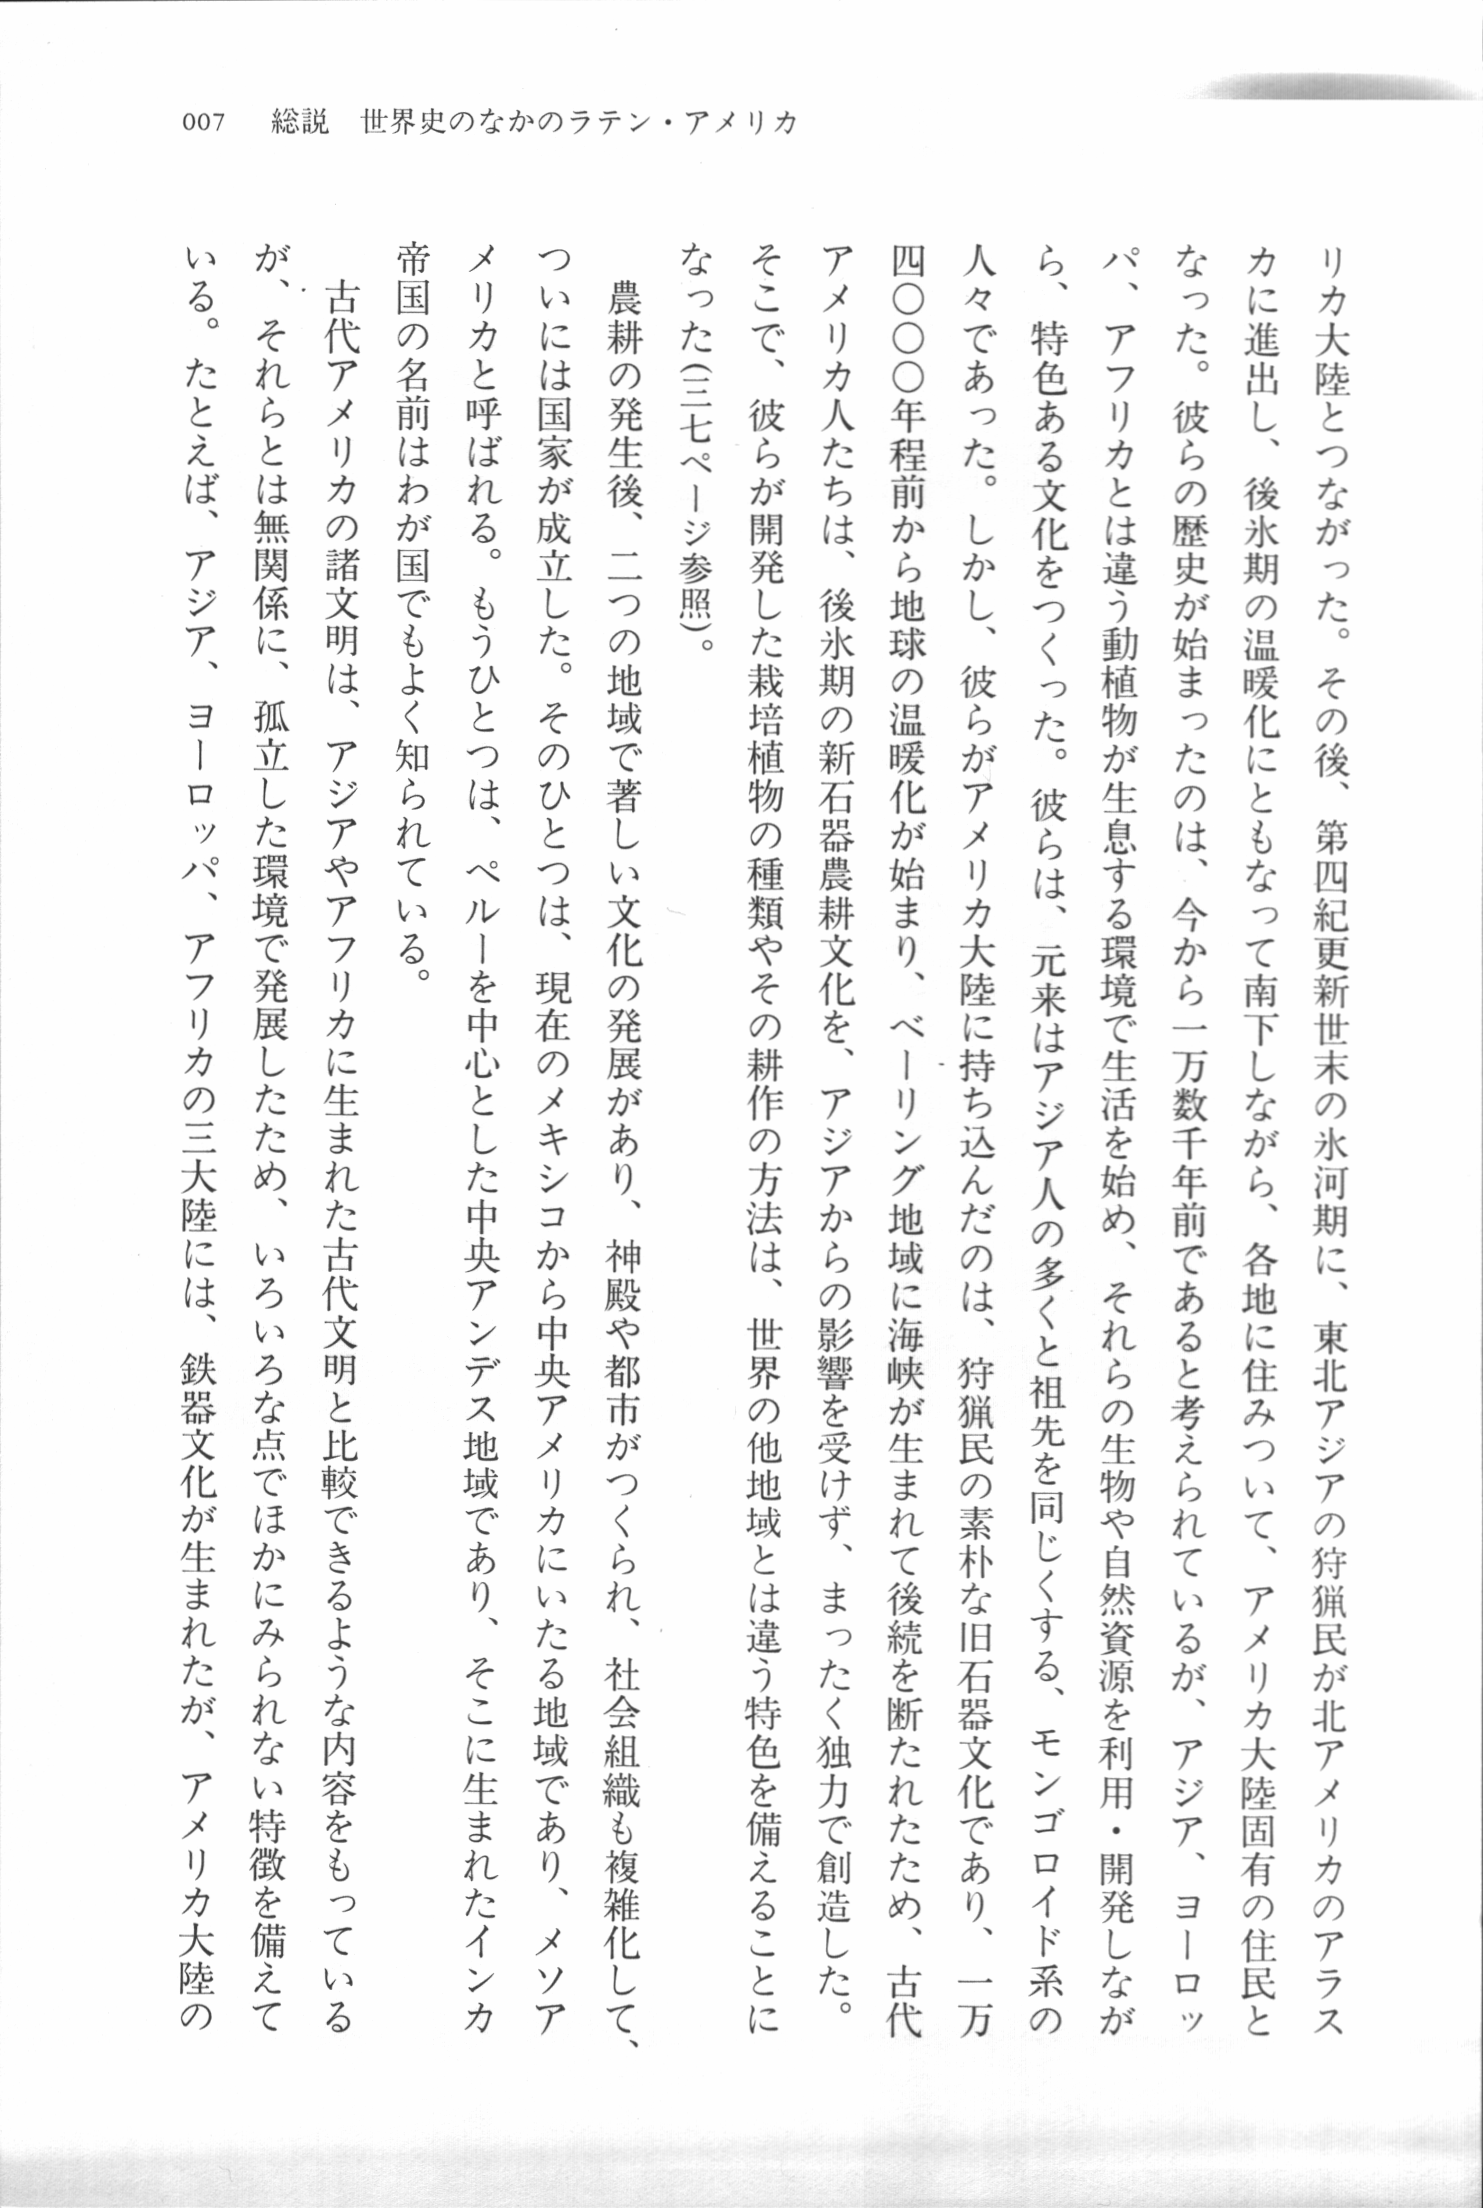 007　総説　世界史のなかのラテン・アメリカ
リカ大陸とつながった。その後、第四紀更新世末の氷河期に、東北アジアの狩猟民が北アメリカのアラス
カに進出し、後氷期の温暖化にともなって南下しながら、各地に住みついて、アメリカ大陸固有の住民と
なった。彼らの歴史が始まったのは、今から一万数千年前であると考えられているが、アジア、ヨーロッ
パ、アフリカとは違う動植物が生息する環境で生活を始め、それらの生物や自然資源を利用・開発しなが
ら、特色ある文化をつくった。彼らは、元来はアジア人の多くと祖先を同じくする、モンゴロイド系の
人々であった。しかし、彼らがアメリカ大陸に持ち込んだのは、狩猟民の素朴な旧石器文化であり、一万
四〇〇〇年程前から地球の温暖化が始まり、ベーリング地域に海峡が生まれて後続を断たれたため、古代
アメリカ人たちは、後氷期の新石器農耕文化を、アジアからの影響を受けず、まったく独力で創造した。
そこで、彼らが開発した栽培植物の種類やその耕作の方法は、世界の他地域とは違う特色を備えることに
なった（三七ページ参照）。
　農耕の発生後、二つの地域で著しい文化の発展があり、神殿や都市がつくられ、社会組織も複雑化して、
ついには国家が成立した。そのひとつは、現在のメキシコから中央アメリカにいたる地域であり、メソア
メリカと呼ばれる。もうひとつは、ペルーを中心とした中央アンデス地域であり、そこに生まれたインカ
帝国の名前はわが国でもよく知られている。
　古代アメリカの諸文明は、アジアやアフリカに生まれた古代文明と比較できるような内容をもっている
が、それらとは無関係に、孤立した環境で発展したため、いろいろな点でほかにみられない特徴を備えて
いる。たとえば、アジア、ヨーロッパ、アフリカの三大陸には、鉄器文化が生まれたが、アメリカ大陸の